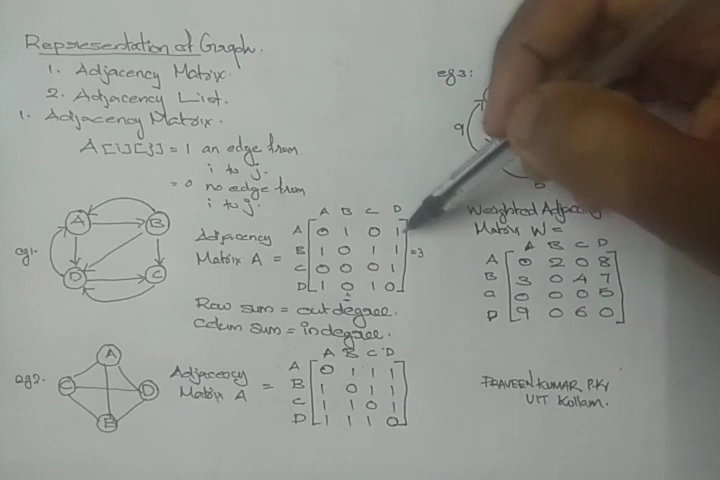 Representation of Graph.
1. Adjacency Matrix.
2. Adjacency List.
1. Adjacency Matrix.
A[i][j] = 1 an edge from
i to j.
= 0 no edge from
i to j.
eg1.
A B
D C
Adjacency
Matrix A =
A B C D
A 0 1 0 1
B 1 0 1 1 =3
C 0 0 0 1
D 1 0 1 0
Row sum = outdegree.
Colum sum = indegree.
eg2.
A
C D
B
Adjacency
Matrix A =
A B C D
A 0 1 1 1
B 1 0 1 1
C 1 1 0 1
D 1 1 1 0
eg3:
9
Weighted Adjac
Matrix W =
A B C D
A 0 2 0 8
B 3 0 4 7
C 0 0 0 5
D 9 0 6 0
PRAVEEN KUMAR P.K,
UIT Kollam.